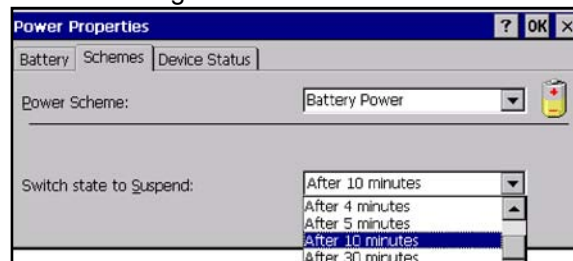 Power Properties ? OK ×
Battery Schemes Device Status
Power Scheme: Battery Power
Switch state to Suspend: After 10 minutes
After 4 minutes
After 5 minutes
After 10 minutes
After 30 minutes